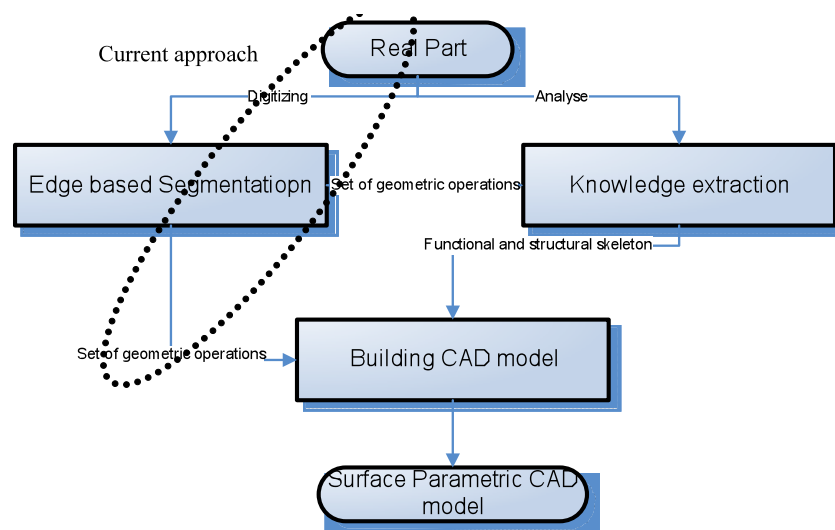 Real Part
Current approach
Digitizing
Analyse
Edge based Segmentatiopn
Set of geometric operations
Knowledge extraction
Functional and structural skeleton
Set of geometric operations
Building CAD model
Surface Parametric CAD
model